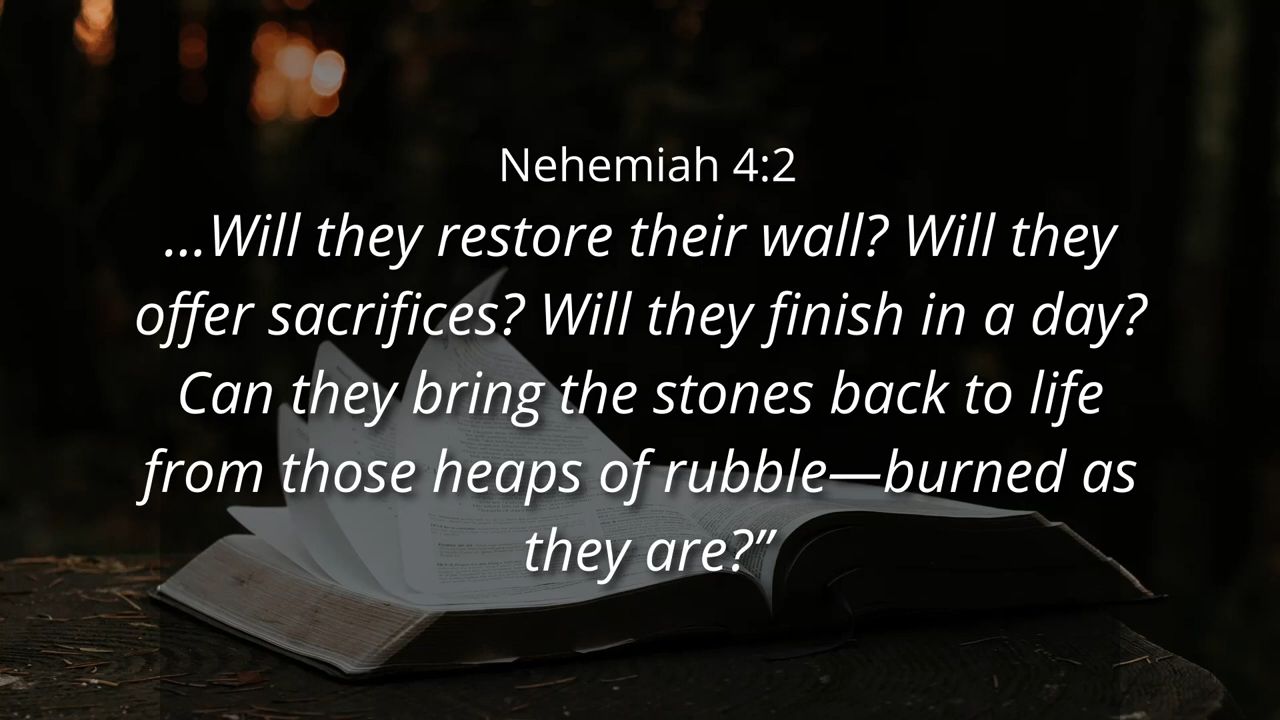 Nehemiah 4:2
…Will they restore their wall? Will they
offer sacrifices? Will they finish in a day?
Can they bring the stones back to life
from those heaps of rubble—burned as
they are?”